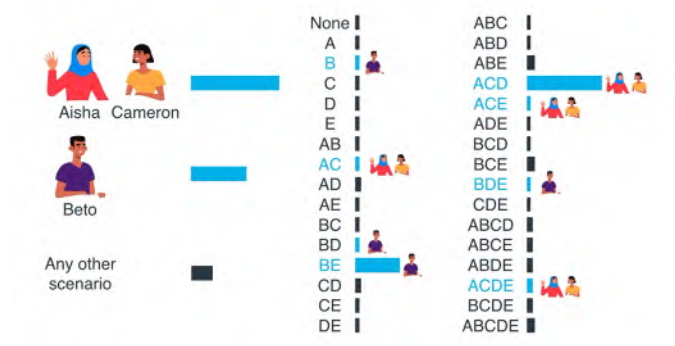 Aisha Cameron
Beto
Any other
scenario
None
A
B
C
D
E
AB
AC
AD
AE
BC
BD
BE
CD
CE
DE
ABC
ABD
ABE
ACD
ACE
ADE
BCD
BCE
BDE
CDE
ABCD
ABCE
ABDE
ACDE
BCDE
ABCDE